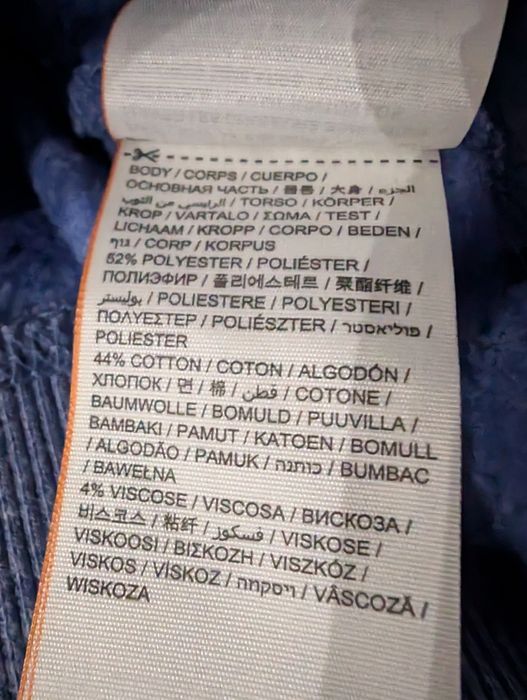 BODY / CORPS / CUERPO /
ОСНОВНАЯ ЧАСТЬ / 몸통 / 大身 / الجزء
الرئيسي من الثوب / TORSO / KÖRPER /
KROP / VARTALO / ΣΩΜΑ / TEST /
LICHAAM / KROPP / CORPO / BEDEN /
גוף / CORP / KORPUS
52% POLYESTER / POLIÉSTER /
ПОЛИЭФИР / 폴리에스테르 / 聚酯纤维 /
بوليستر / POLIESTERE / POLYESTERI /
ΠΟΛΥΕΣΤΕΡ / POLIÉSZTER / פוליאסטר /
POLIESTER
44% COTTON / COTON / ALGODÓN /
ХЛОПОК / 면 / 棉 / قطن / COTONE /
BAUMWOLLE / BOMULD / PUUVILLA /
BAMBAKI / PAMUT / KATOEN / BOMULL
/ ALGODÃO / PAMUK / כותנה / BUMBAC
/ BAWEŁNA
4% VISCOSE / VISCOSA / ВИСКОЗА /
비스코스 / 粘纤 / فسكوز / VISKOSE /
VISKOOSI / ΒΙΣΚΟΖΗ / VISZKÓZ /
VISKOS / VİSKOZ / ויסקוזה / VÂSCOZĂ /
WISKOZA